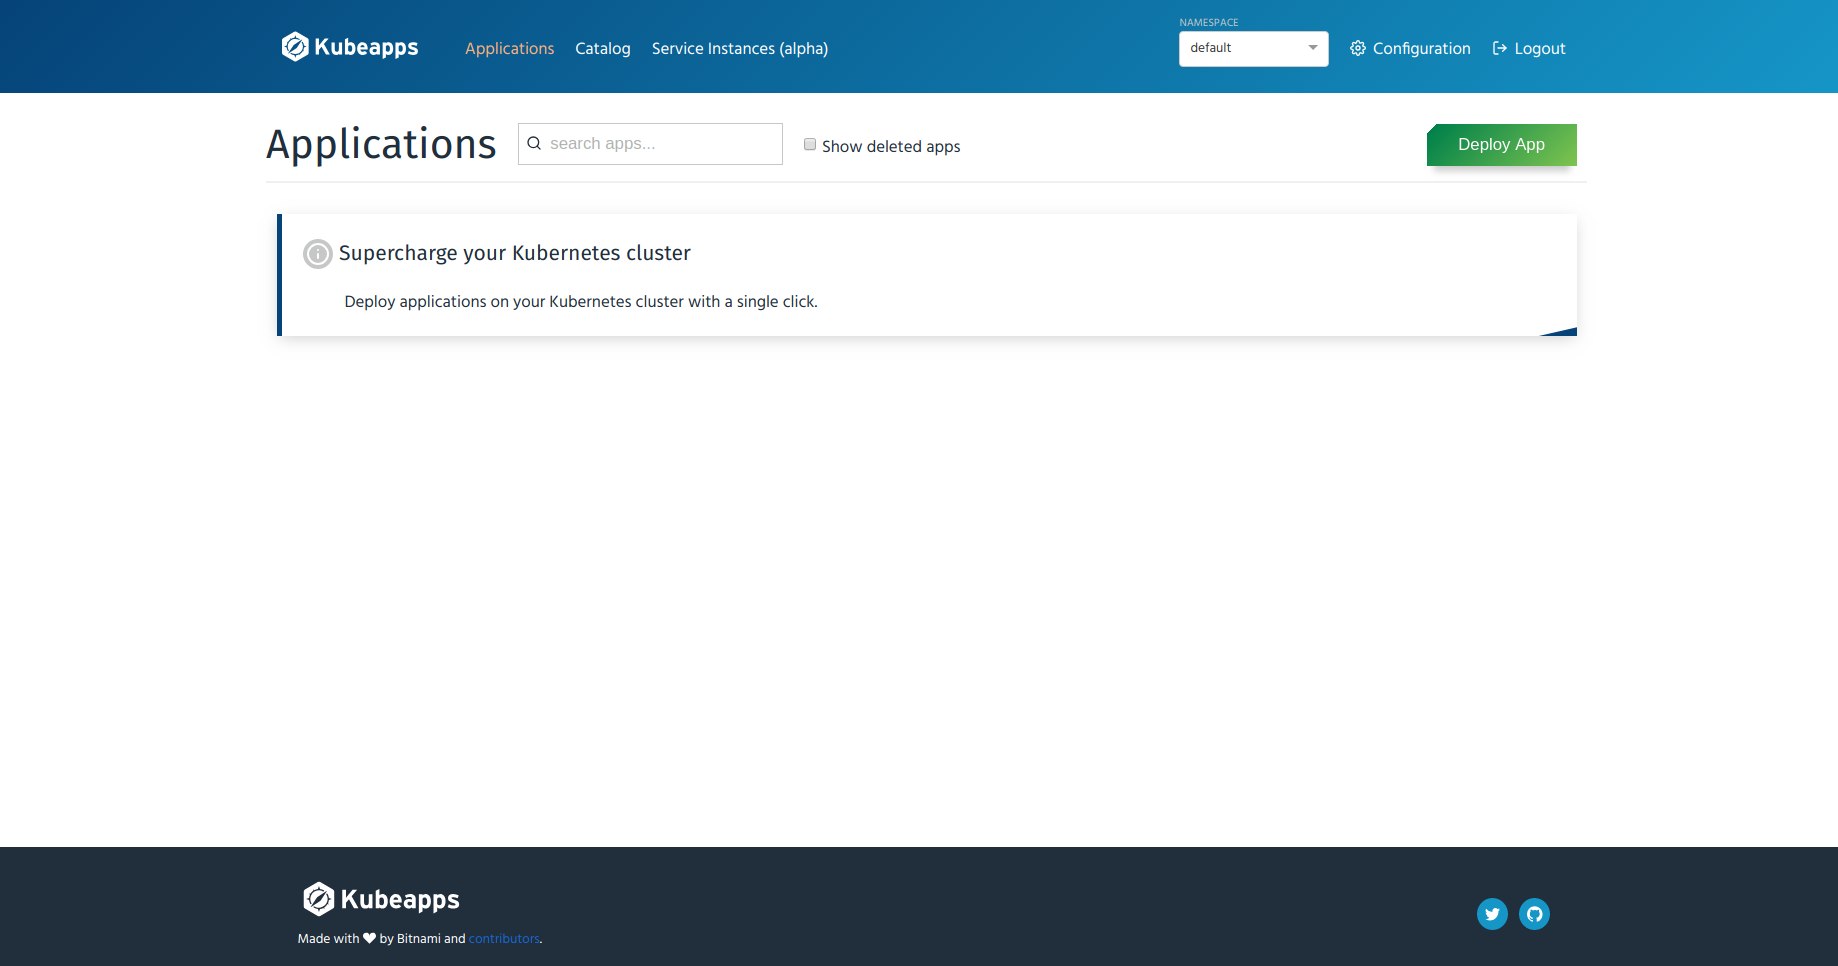 Kubeapps
Applications
Catalog
Service Instances (alpha)
NAMESPACE
default
Configuration
Logout
Applications
search apps...
Show deleted apps
Deploy App
Supercharge your Kubernetes cluster
Deploy applications on your Kubernetes cluster with a single click.
Kubeapps
Made with ❤ by Bitnami and contributors.